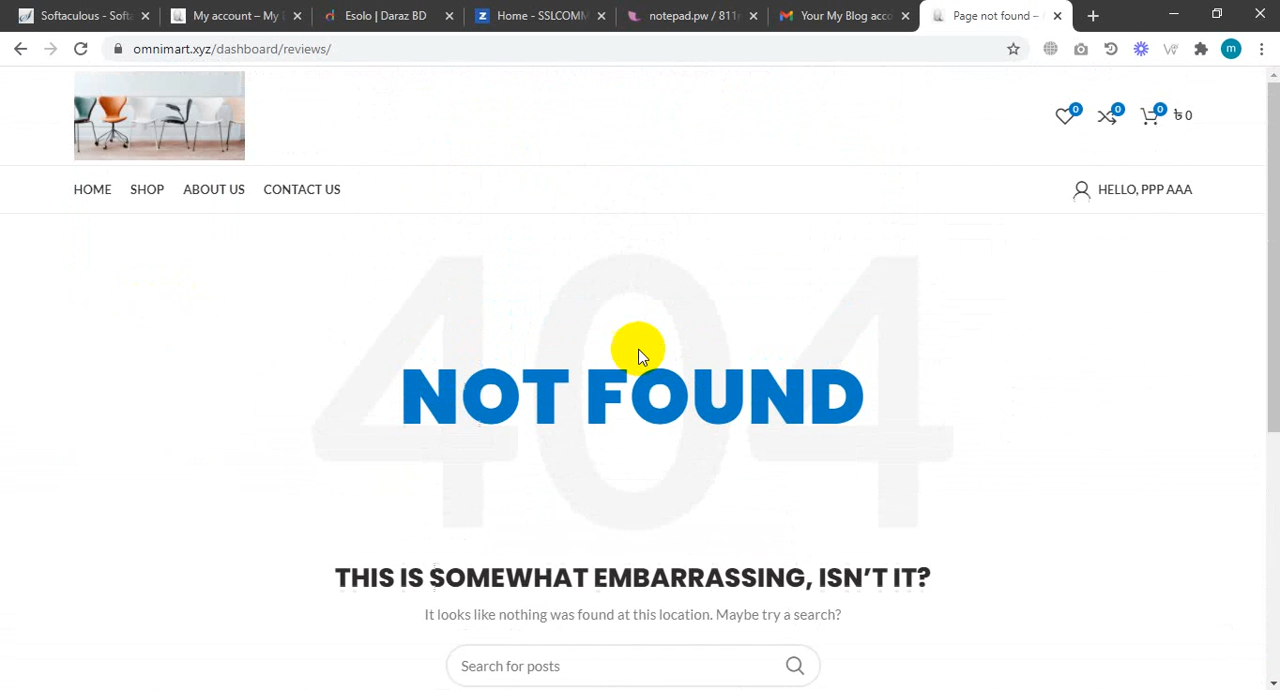 Softaculous - Softa
My account – My
Esolo | Daraz BD
Home - SSLCOMM
notepad.pw / 811
Your My Blog acco
Page not found –
omnimart.xyz/dashboard/reviews/
m
0
0
0
৳ 0
HOME
SHOP
ABOUT US
CONTACT US
HELLO, PPP AAA
404
NOT FOUND
THIS IS SOMEWHAT EMBARRASSING, ISN’T IT?
It looks like nothing was found at this location. Maybe try a search?
Search for posts